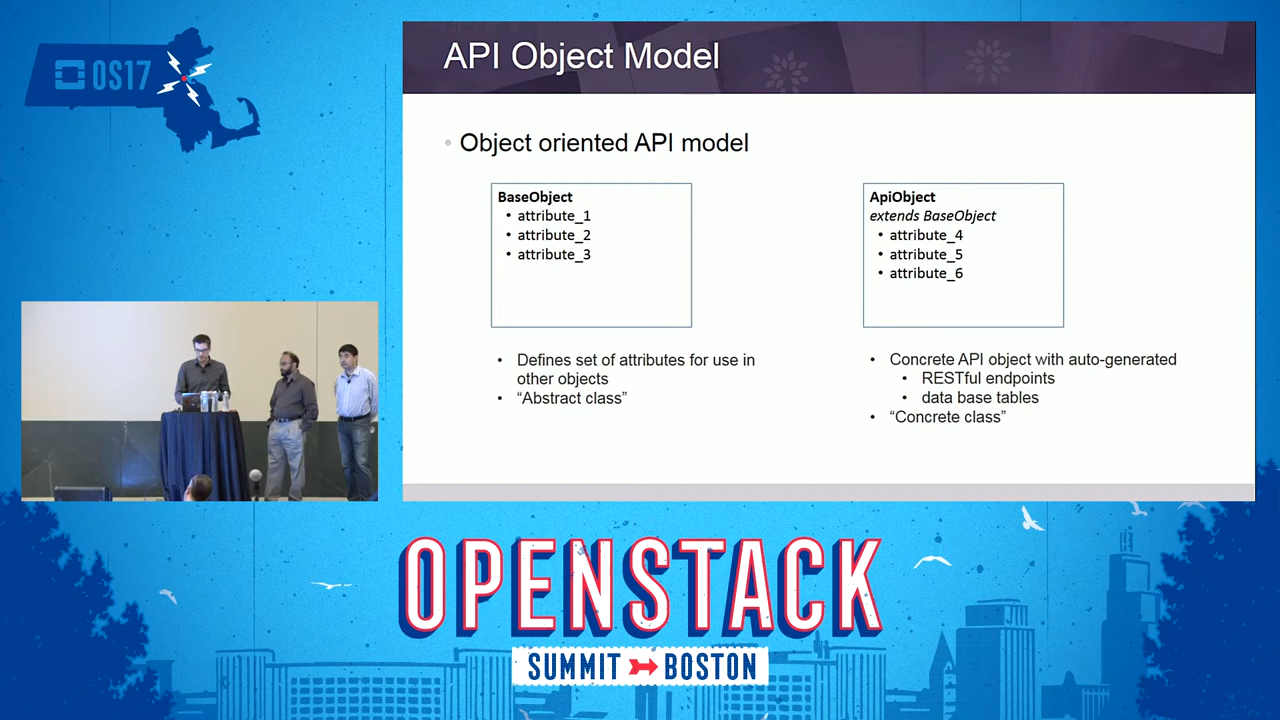 OS17
API Object Model
• Object oriented API model
BaseObject
• attribute_1
• attribute_2
• attribute_3
ApiObject
extends BaseObject
• attribute_4
• attribute_5
• attribute_6
• Defines set of attributes for use in
other objects
• “Abstract class”
• Concrete API object with auto-generated
• RESTful endpoints
• data base tables
• “Concrete class”
OPENSTACK
SUMMIT BOSTON